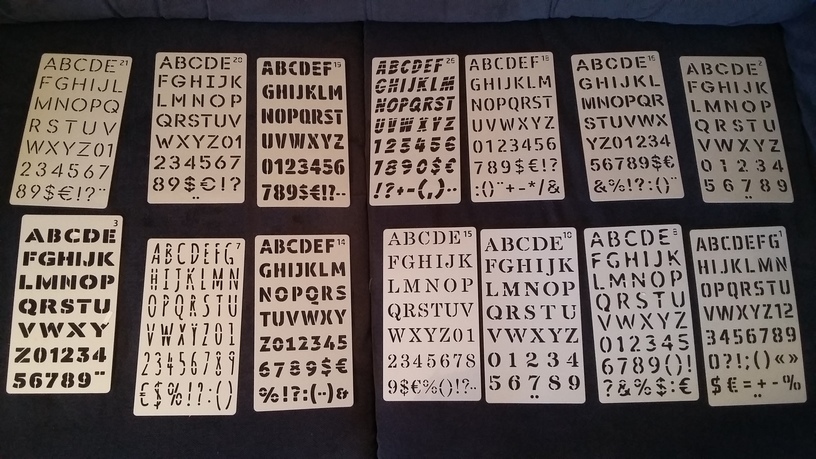 ABCDE 21
FGHIJL
MNOPQ
RSTUV
WXYZ01
234567
89$€!?¨
ABCDE 20
FGHIJK
LMNOP
QRSTUV
WXYZ01
234567
89$€!?
¨
ABCDEF 19
GHIJKLM
NOPQRST
UVWXYZ
0123456
789$€!?¨
ABCDEF 26
GHIJKLM
NOPQRST
UVWXYZ
123456
7890$€
!?+-(,)¨
ABCDEF 18
GHIJKLM
NOPQRST
UVWXYZ
0123456
789$€!?
:()¨+-*/&
ABCDEF 16
GHIJKL
MNOPQR
STUVWX
YZ01234
56789$€
&%!?:()¨
ABCDE 2
FGHIJK
LMNOP
QRSTU
VWXYZ
01234
56789
¨
ABCDE 3
FGHIJK
LMNOP
QRSTU
VWXY
Z01234
56789¨
ABCDEFG 7
HIJKLMN
OPQRSTU
VWXYZ01
23456789
€$%!?:()
ABCDEF 14
GHIJKLM
NOPQRS
TUVWXY
Z012345
6789$€
%!?:(¨)&
ABCDE 15
FGHIJK
LMNOP
QRSTUV
WXYZ01
2345678
9$€%()!?¨
ABCDE 10
FGHIJK
LMNOP
QRSTU
VWXYZ
01234
56789
¨
ABCDE 8
FGHIJK
LMNOP
QRSTU
VWXYZ
012345
6789()!
?&%$:€
¨
ABCDEFG 1
HIJKLMN
OPQRSTU
VWXYZ12
3456789
0?!;()«»
$€=+-%
¨